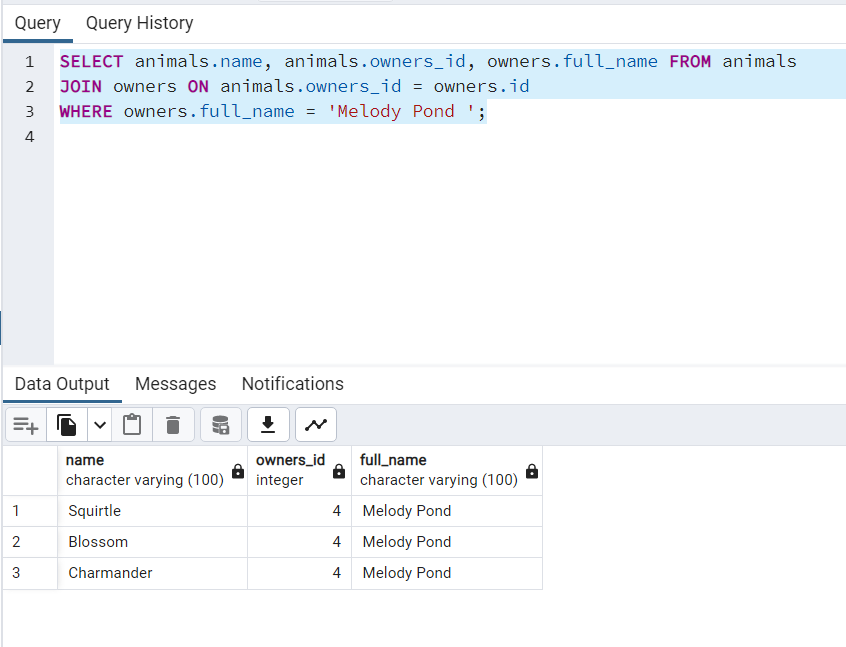 Query Query History
1 SELECT animals.name, animals.owners_id, owners.full_name FROM animals
2 JOIN owners ON animals.owners_id = owners.id
3 WHERE owners.full_name = 'Melody Pond ';
4
Data Output Messages Notifications
name owners_id full_name
character varying (100) integer character varying (100)
1 Squirtle 4 Melody Pond
2 Blossom 4 Melody Pond
3 Charmander 4 Melody Pond